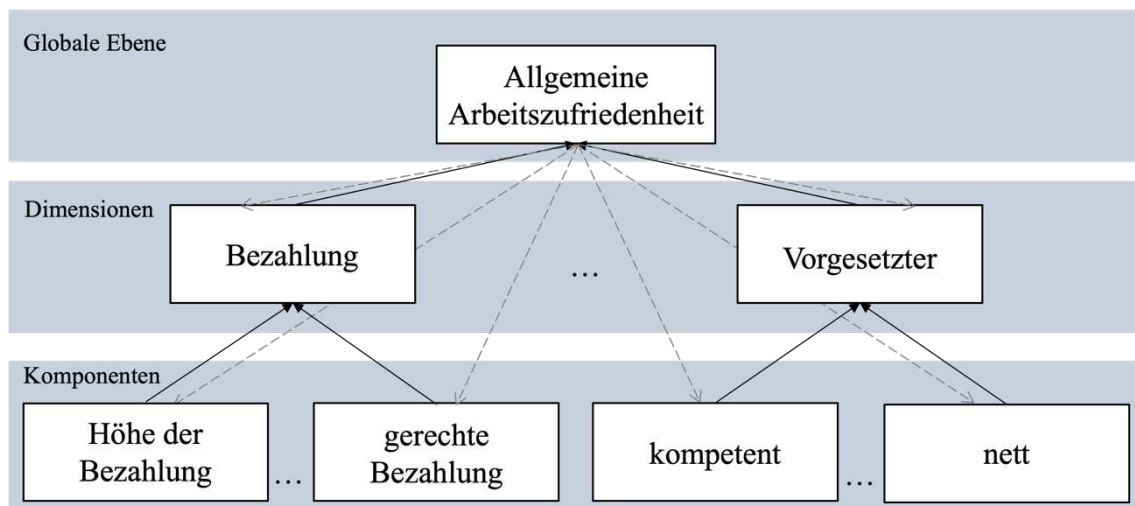 Globale Ebene
Allgemeine
Arbeitszufriedenheit
Dimensionen
Bezahlung
...
Vorgesetzter
Komponenten
Höhe der
Bezahlung
...
gerechte
Bezahlung
kompetent
...
nett